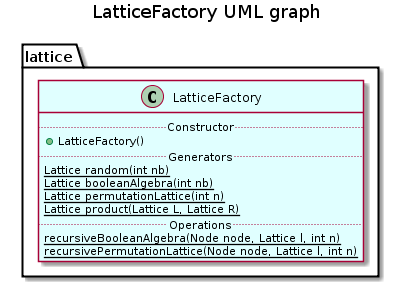 LatticeFactory UML graph
lattice
C LatticeFactory
Constructor
LatticeFactory()
Generators
Lattice random(int nb)
Lattice booleanAlgebra(int nb)
Lattice permutationLattice(int n)
Lattice product(Lattice L, Lattice R)
Operations
recursiveBooleanAlgebra(Node node, Lattice l, int n)
recursivePermutationLattice(Node node, Lattice l, int n)